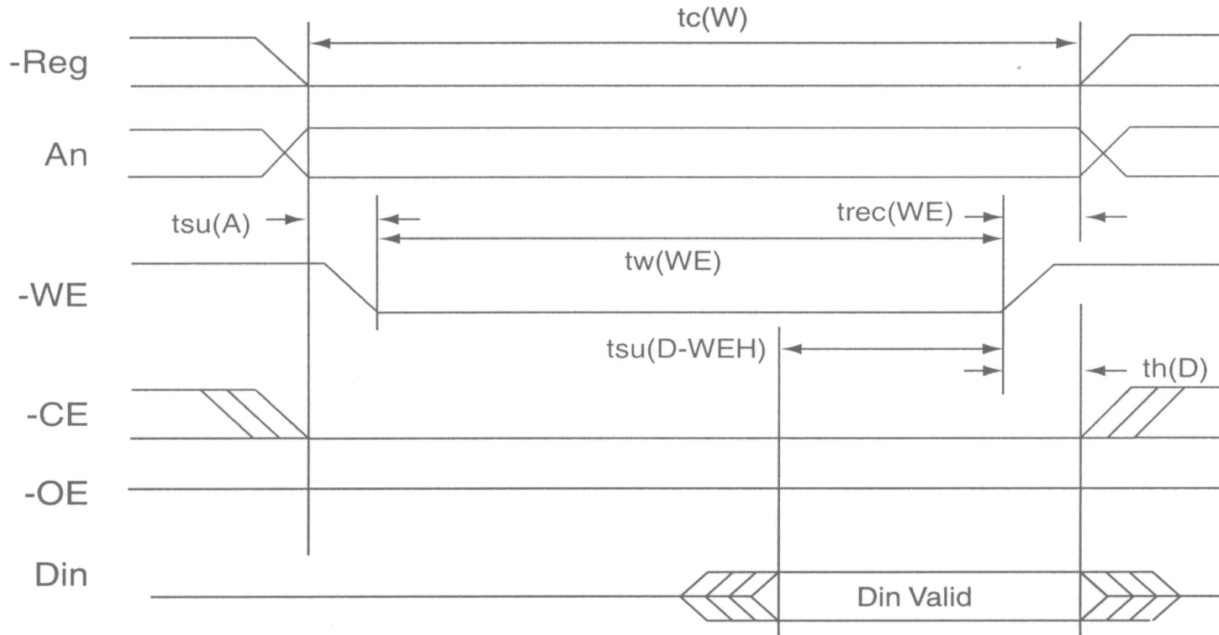 tc(W)
-Reg
An
tsu(A)
trec(WE)
tw(WE)
-WE
tsu(D-WEH)
th(D)
-CE
-OE
Din
Din Valid